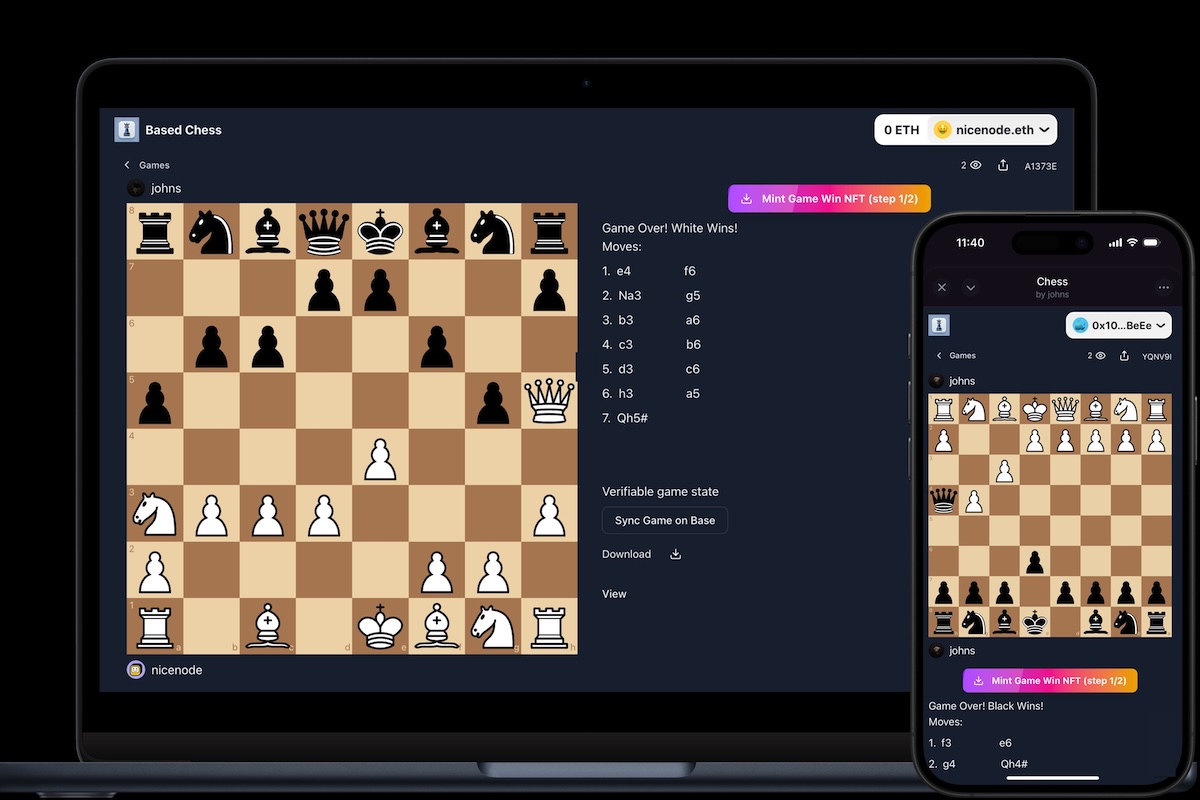 Based Chess
0 ETH nicenode.eth
Games
2 A1373E
johns
Mint Game Win NFT (step 1/2)
Game Over! White Wins!
Moves:
1. e4 f6
2. Na3 g5
3. b3 a6
4. c3 b6
5. d3 c6
6. h3 a5
7. Qh5#
Verifiable game state
Sync Game on Base
Download
View
8
7
6
5
4
3
2
1
a
b
c
d
e
f
g
h
nicenode
11:40
Chess
by johns
0x10...BeEe
Games
2 YQNV9I
johns
johns
Mint Game Win NFT (step 1/2)
Game Over! Black Wins!
Moves:
1. f3 e6
2. g4 Qh4#